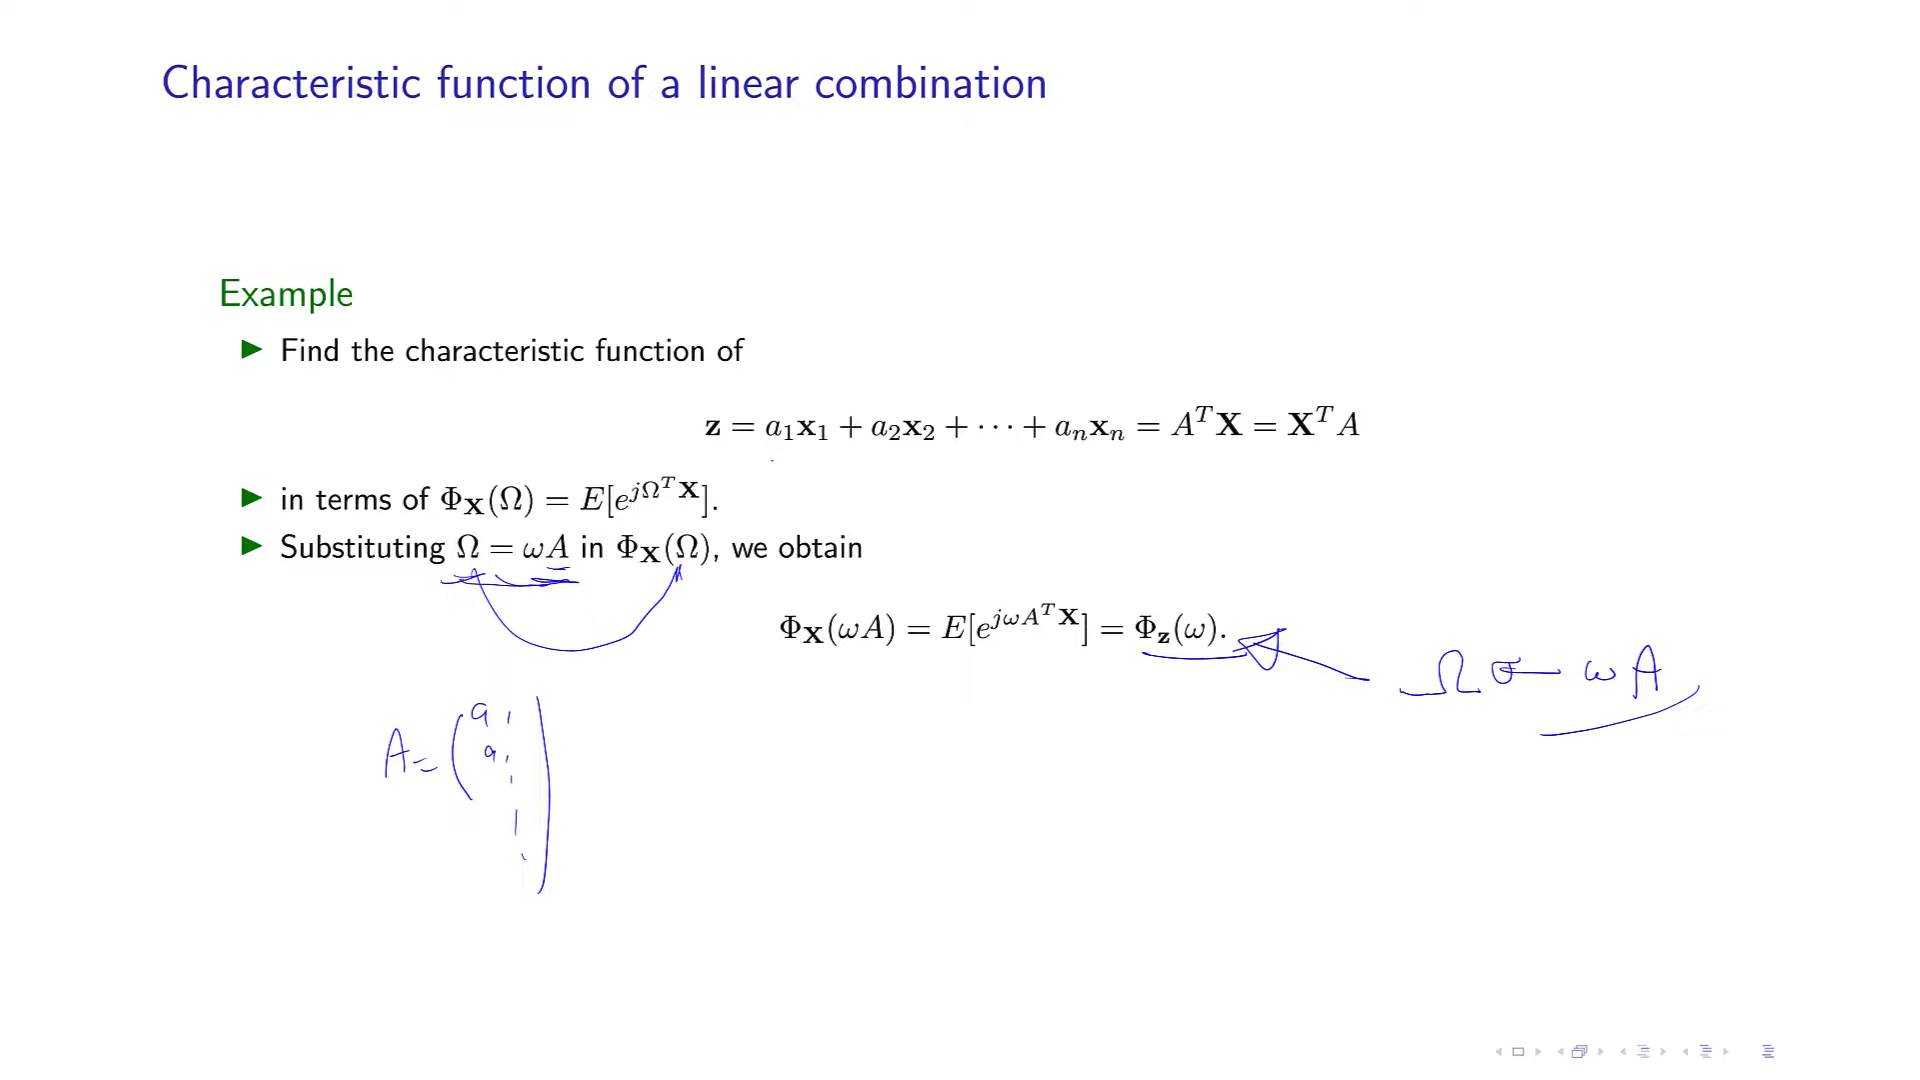 Characteristic function of a linear combination
Example
▶ Find the characteristic function of
z = a₁x₁ + a₂x₂ + ⋯ + aₙxₙ = AᵀX = XᵀA
▶ in terms of Φ_X(Ω) = E[e^{jΩᵀX}].
▶ Substituting Ω = ωA in Φ_X(Ω), we obtain
Φ_X(ωA) = E[e^{jωAᵀX}] = Φ_z(ω).
Ω ← ωA
A = (a₁